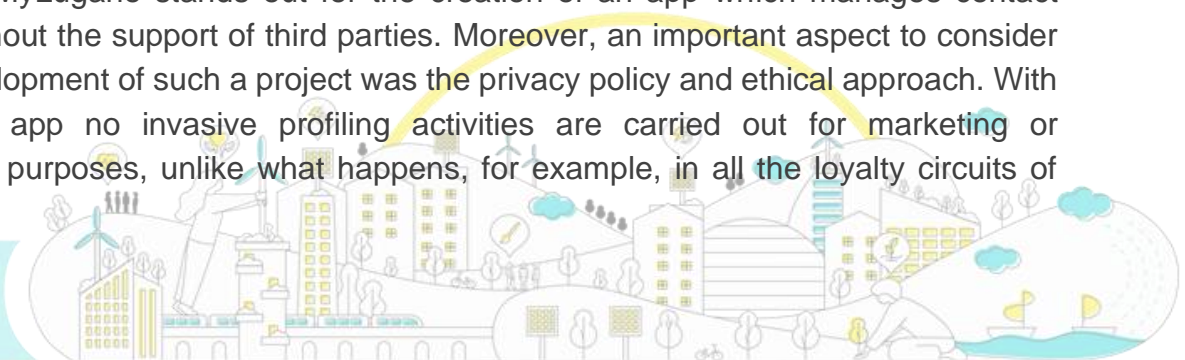 MyLugano stands out for the creation of an app which manages contact
out the support of third parties. Moreover, an important aspect to consider
lopment of such a project was the privacy policy and ethical approach. With
app no invasive profiling activities are carried out for marketing or
purposes, unlike what happens, for example, in all the loyalty circuits of